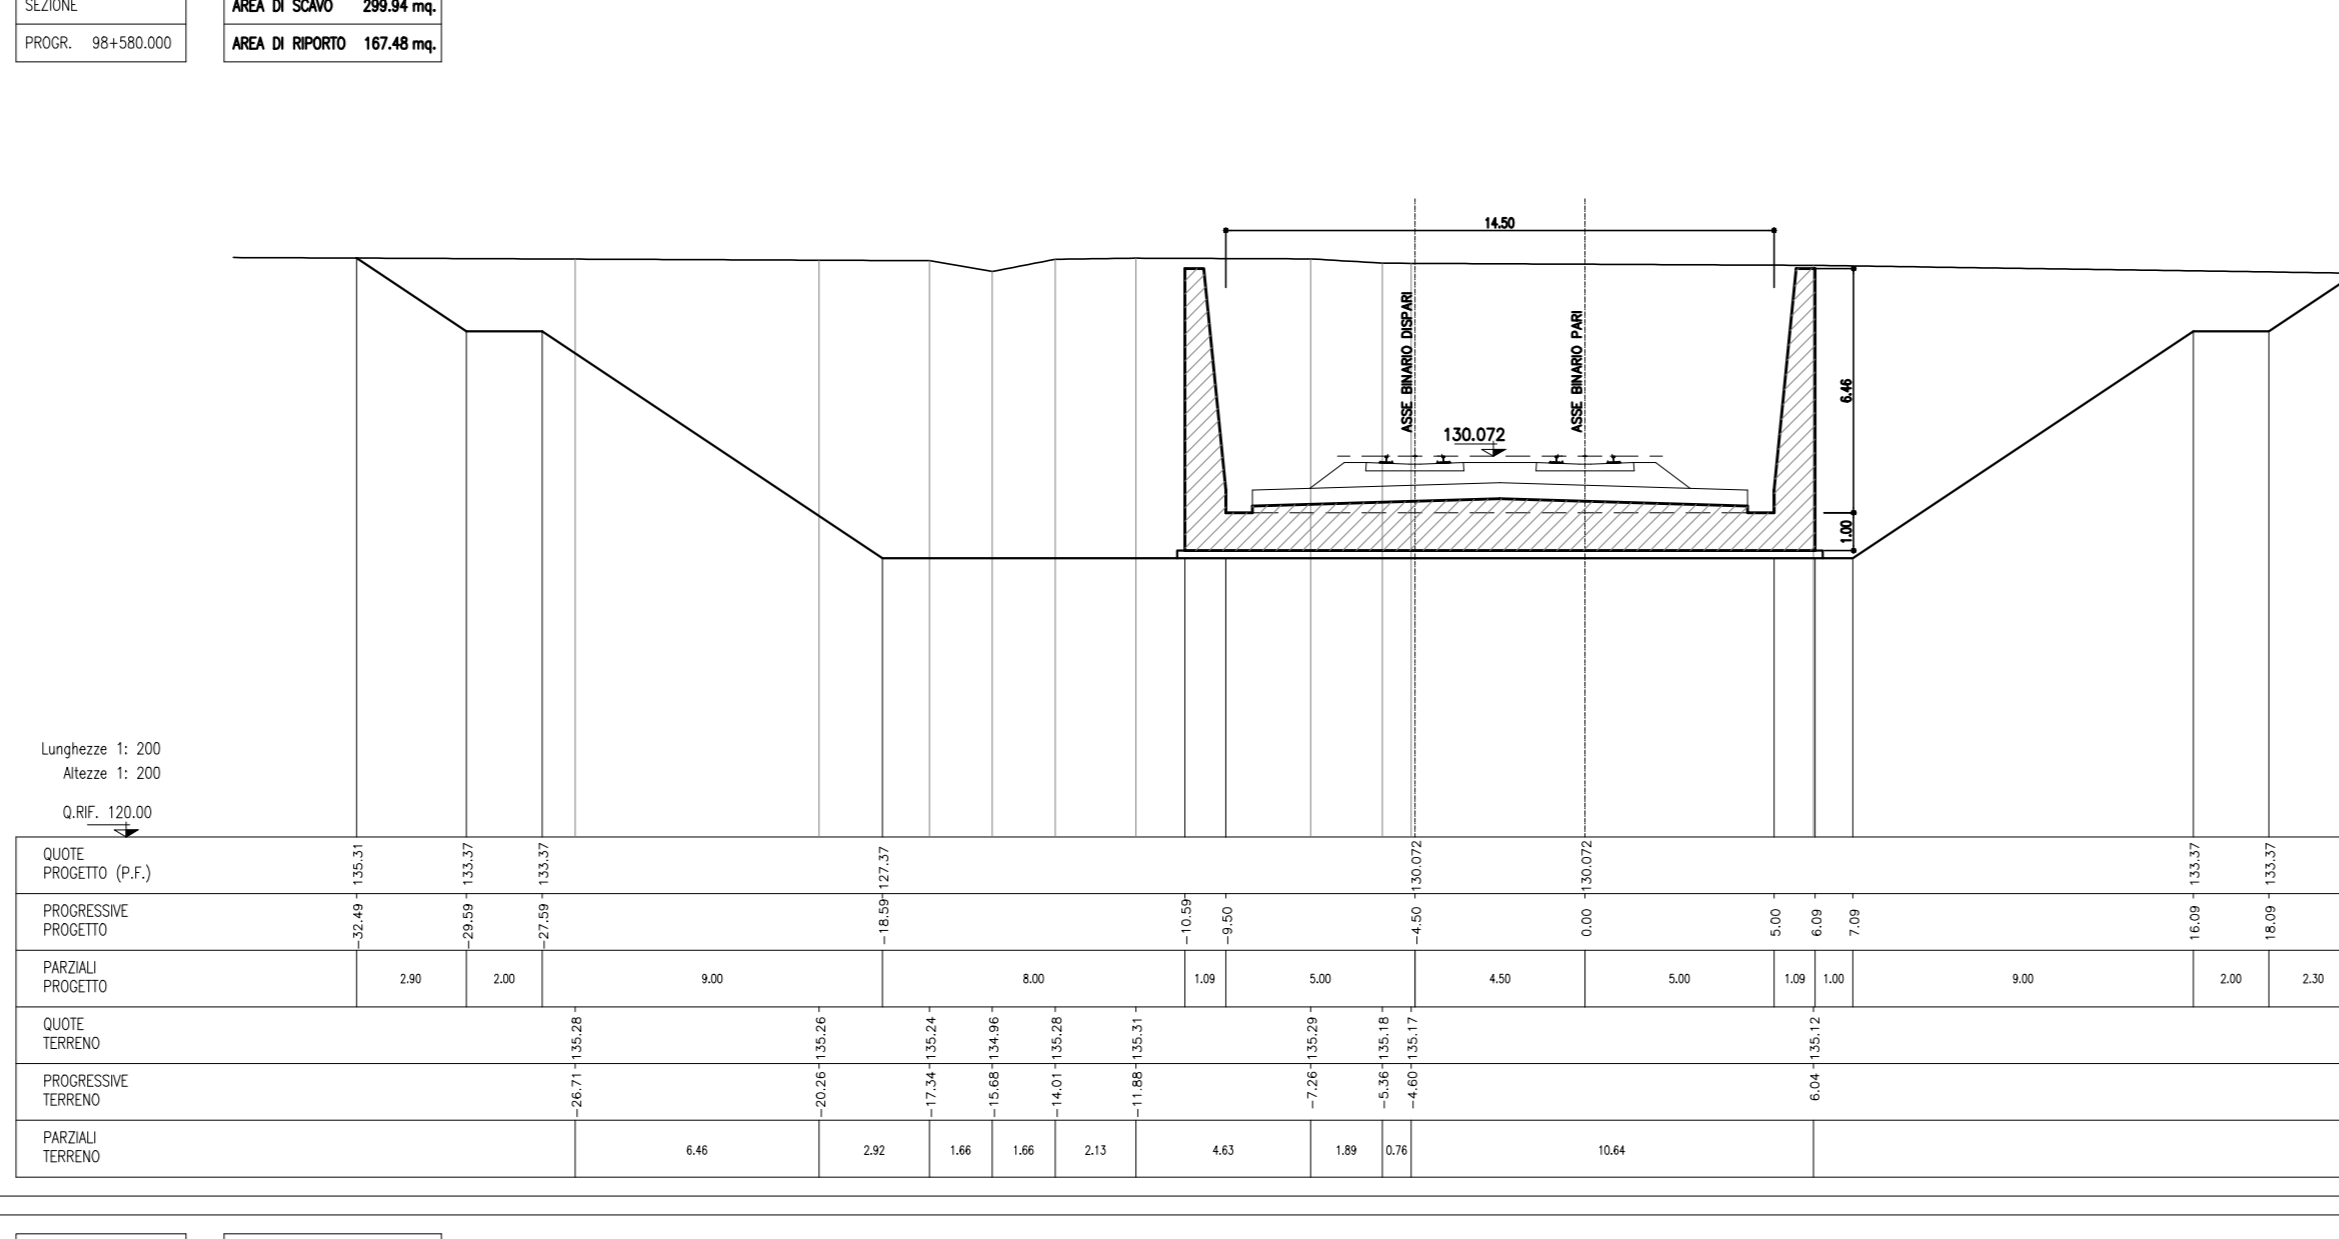 SEZIONE
AREA DI SCAVO 299.94 mq.
PROGR. 98+580.000
AREA DI RIPORTO 167.48 mq.
14.50
ASSE BINARIO DISPARI
ASSE BINARIO PARI
6.46
130.072
1.00
Lunghezze 1: 200
Altezze 1: 200
Q.RIF. 120.00
QUOTE
PROGETTO (P.F.)
135.31 133.37 133.37 127.37 130.072 130.072 133.37 133.37
PROGRESSIVE
PROGETTO
-32.49 -29.59 -27.59 -18.59 -10.59 -9.50 -4.50 0.00 5.00 6.09 7.09 16.09 18.09
PARZIALI
PROGETTO
2.90 2.00 9.00 8.00 1.09 5.00 4.50 5.00 1.09 1.00 9.00 2.00 2.30
QUOTE
TERRENO
135.28 135.26 135.24 134.96 135.28 135.31 135.29 135.18 135.17 135.12
PROGRESSIVE
TERRENO
-26.71 -20.26 -17.34 -15.68 -14.01 -11.88 -7.26 -5.36 -4.60 6.04
PARZIALI
TERRENO
6.46 2.92 1.66 1.66 2.13 4.63 1.89 0.76 10.64